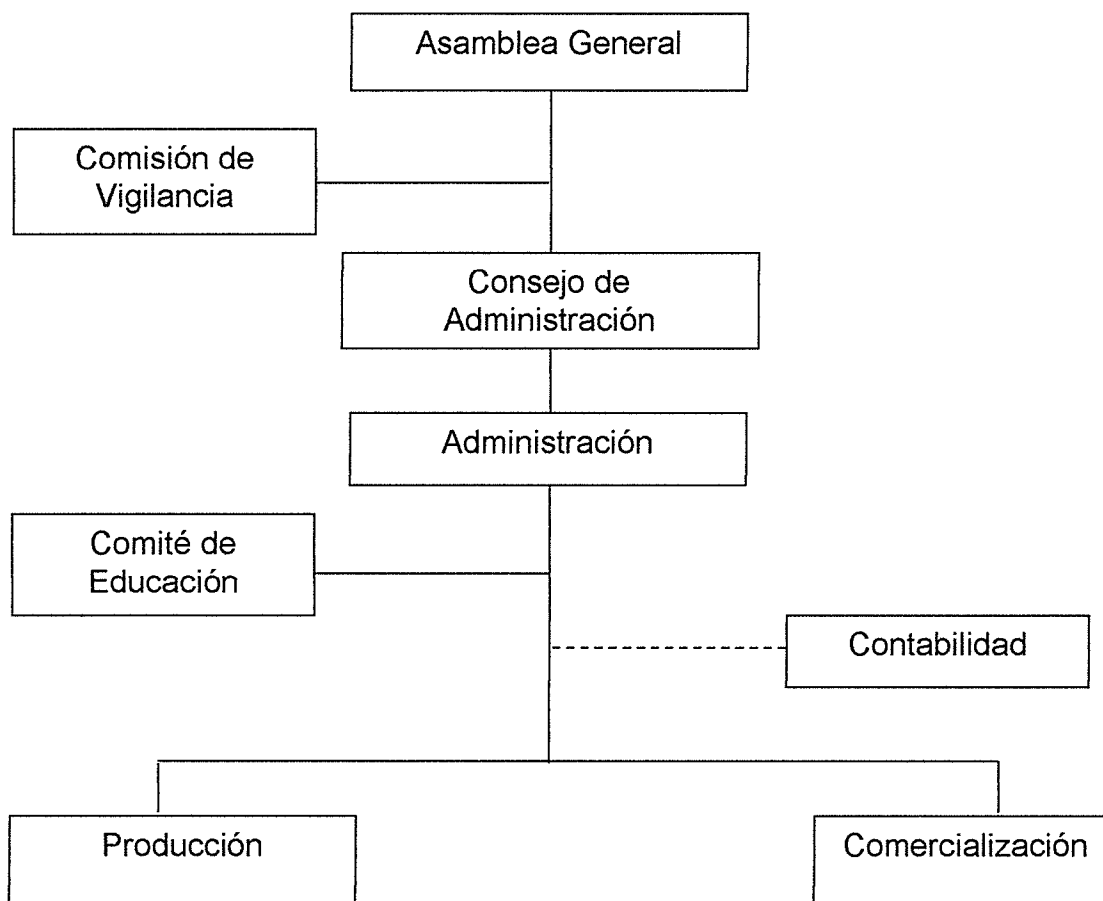 Asamblea General
Comisión de
Vigilancia
Consejo de
Administración
Administración
Comité de
Educación
Contabilidad
Producción
Comercialización